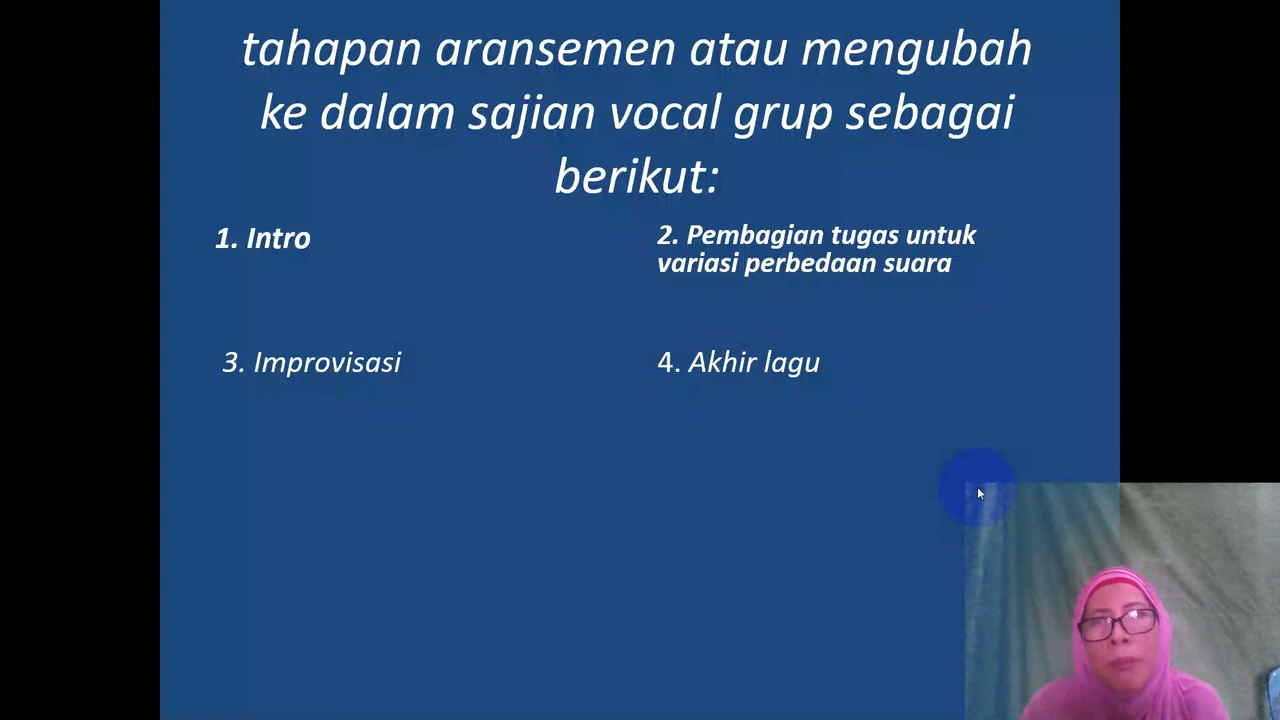 tahapan aransemen atau mengubah
ke dalam sajian vocal grup sebagai
berikut:
1. Intro
2. Pembagian tugas untuk
variasi perbedaan suara
3. Improvisasi
4. Akhir lagu